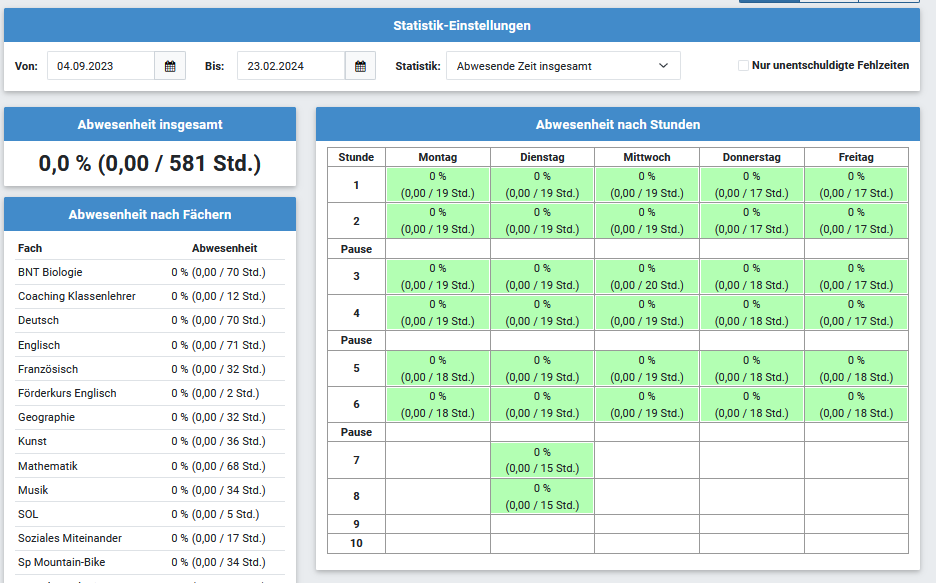 Statistik-Einstellungen
Von: 04.09.2023 Bis: 23.02.2024 Statistik: Abwesende Zeit insgesamt Nur unentschuldigte Fehlzeiten
Abwesenheit insgesamt
0,0 % (0,00 / 581 Std.)
Abwesenheit nach Fächern
Fach Abwesenheit
BNT Biologie 0 % (0,00 / 70 Std.)
Coaching Klassenlehrer 0 % (0,00 / 12 Std.)
Deutsch 0 % (0,00 / 70 Std.)
Englisch 0 % (0,00 / 71 Std.)
Französisch 0 % (0,00 / 32 Std.)
Förderkurs Englisch 0 % (0,00 / 2 Std.)
Geographie 0 % (0,00 / 32 Std.)
Kunst 0 % (0,00 / 36 Std.)
Mathematik 0 % (0,00 / 68 Std.)
Musik 0 % (0,00 / 34 Std.)
SOL 0 % (0,00 / 5 Std.)
Soziales Miteinander 0 % (0,00 / 17 Std.)
Sp Mountain-Bike 0 % (0,00 / 34 Std.)
Abwesenheit nach Stunden
Stunde Montag Dienstag Mittwoch Donnerstag Freitag
1 0 % 0 % 0 % 0 % 0 %
(0,00 / 19 Std.) (0,00 / 19 Std.) (0,00 / 19 Std.) (0,00 / 17 Std.) (0,00 / 17 Std.)
2 0 % 0 % 0 % 0 % 0 %
(0,00 / 19 Std.) (0,00 / 19 Std.) (0,00 / 19 Std.) (0,00 / 17 Std.) (0,00 / 17 Std.)
Pause
3 0 % 0 % 0 % 0 % 0 %
(0,00 / 19 Std.) (0,00 / 19 Std.) (0,00 / 20 Std.) (0,00 / 18 Std.) (0,00 / 17 Std.)
4 0 % 0 % 0 % 0 % 0 %
(0,00 / 19 Std.) (0,00 / 19 Std.) (0,00 / 19 Std.) (0,00 / 18 Std.) (0,00 / 17 Std.)
Pause
5 0 % 0 % 0 % 0 % 0 %
(0,00 / 18 Std.) (0,00 / 19 Std.) (0,00 / 19 Std.) (0,00 / 18 Std.) (0,00 / 18 Std.)
6 0 % 0 % 0 % 0 % 0 %
(0,00 / 18 Std.) (0,00 / 19 Std.) (0,00 / 19 Std.) (0,00 / 18 Std.) (0,00 / 18 Std.)
Pause
7 0 %
(0,00 / 15 Std.)
8 0 %
(0,00 / 15 Std.)
9
10